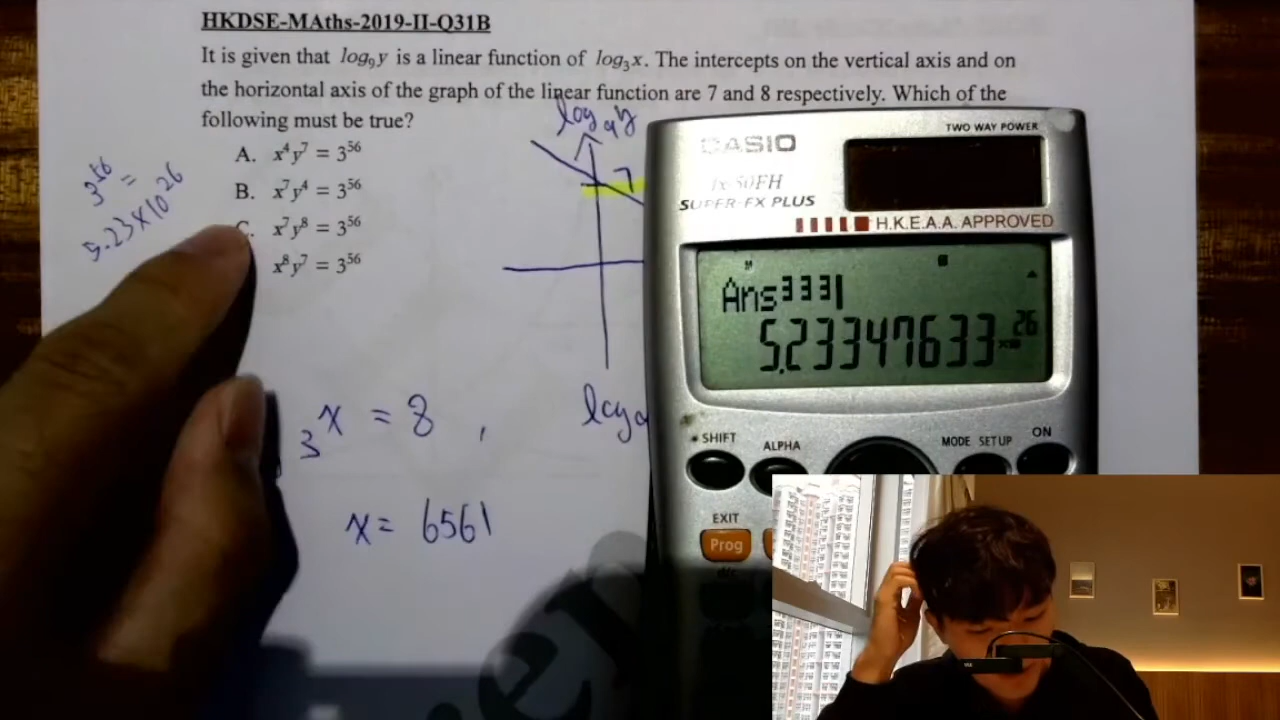 HKDSE-MAths-2019-II-Q31B
It is given that log₉y is a linear function of log₃x. The intercepts on the vertical axis and on
the horizontal axis of the graph of the linear function are 7 and 8 respectively. Which of the
following must be true?
A. x⁴y⁷ = 3⁵⁶
B. x⁷y⁴ = 3⁵⁶
C. x⁷y⁸ = 3⁵⁶
x⁸y⁷ = 3⁵⁶
3⁵⁶ =
5.23×10²⁶
log₉y
7
₃x = 8 ,
x = 6561
log
CASIO
TWO WAY POWER
fx-50FH
SUPER-FX PLUS
H.K.E.A.A. APPROVED
Ans³³³
5.23347633×10²⁶
SHIFT
ALPHA
MODE SETUP
ON
EXIT
Prog